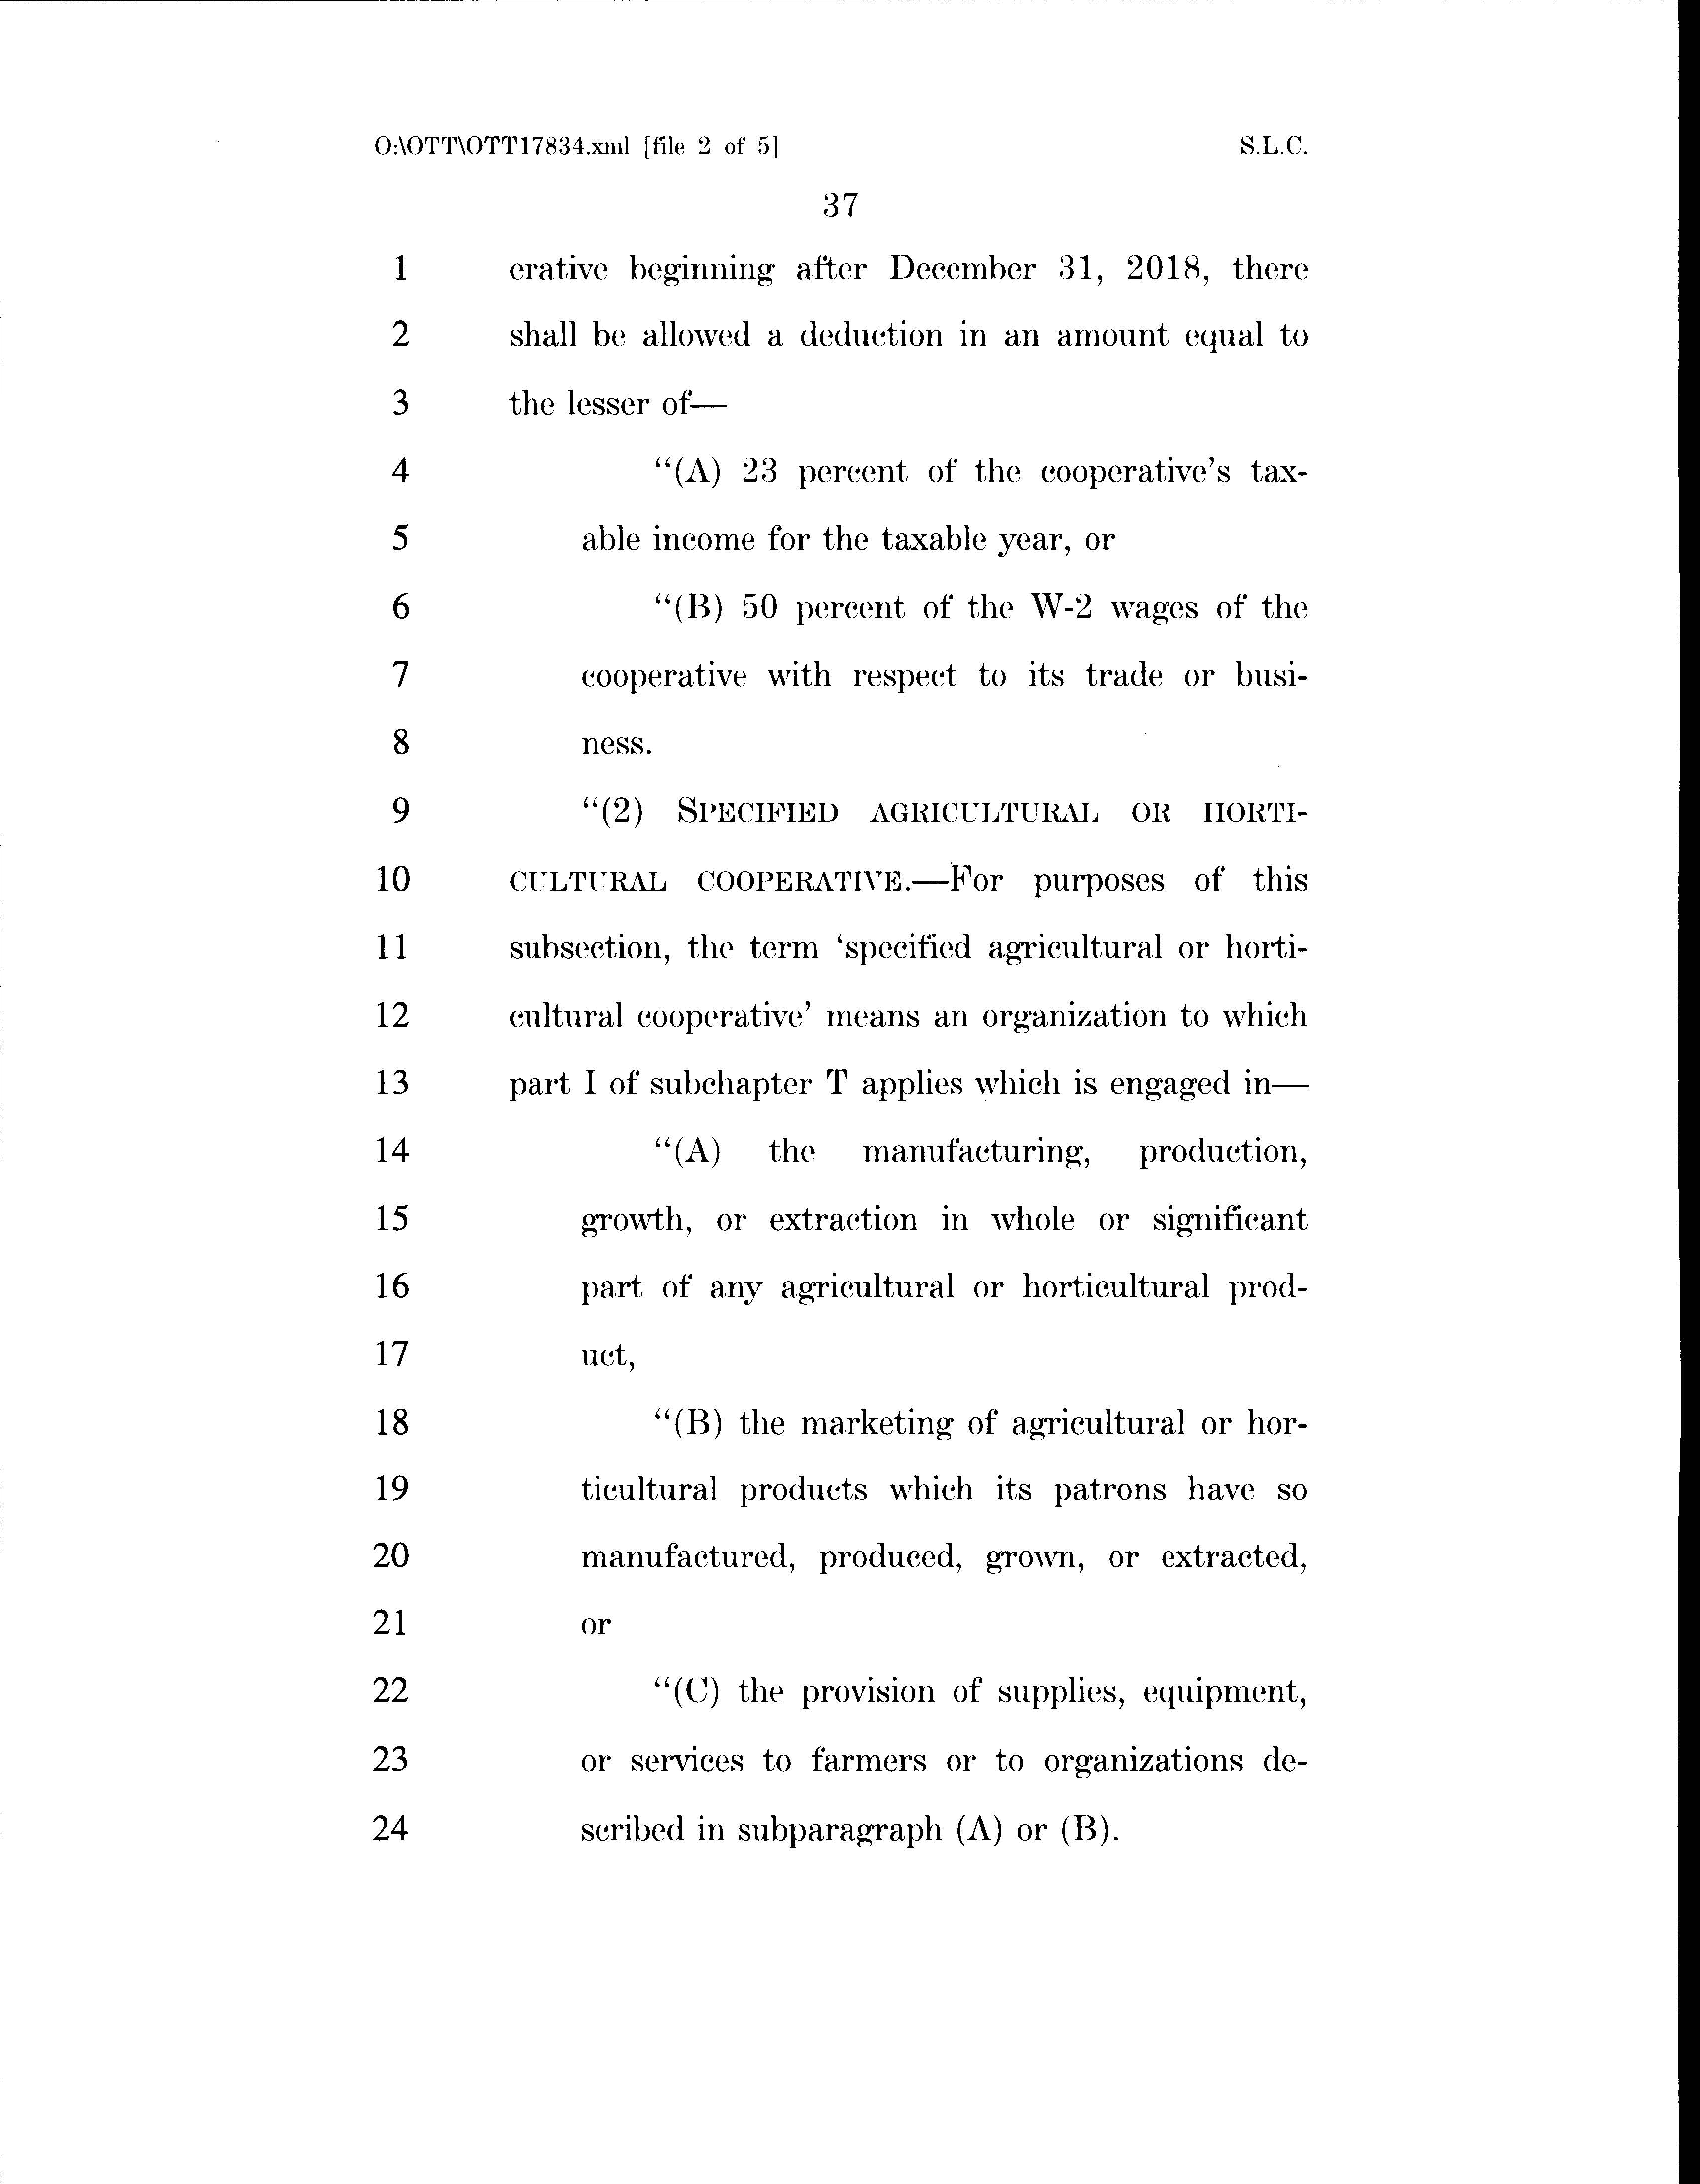 O:\OTT\OTT17834.xml [file 2 of 5] S.L.C.
37
1 erative beginning after December 31, 2018, there
2 shall be allowed a deduction in an amount equal to
3 the lesser of—
4 “(A) 23 percent of the cooperative’s tax-
5 able income for the taxable year, or
6 “(B) 50 percent of the W-2 wages of the
7 cooperative with respect to its trade or busi-
8 ness.
9 “(2) SPECIFIED AGRICULTURAL OR HORTI-
10 CULTURAL COOPERATIVE.—For purposes of this
11 subsection, the term ‘specified agricultural or horti-
12 cultural cooperative’ means an organization to which
13 part I of subchapter T applies which is engaged in—
14 “(A) the manufacturing, production,
15 growth, or extraction in whole or significant
16 part of any agricultural or horticultural prod-
17 uct,
18 “(B) the marketing of agricultural or hor-
19 ticultural products which its patrons have so
20 manufactured, produced, grown, or extracted,
21 or
22 “(C) the provision of supplies, equipment,
23 or services to farmers or to organizations de-
24 scribed in subparagraph (A) or (B).